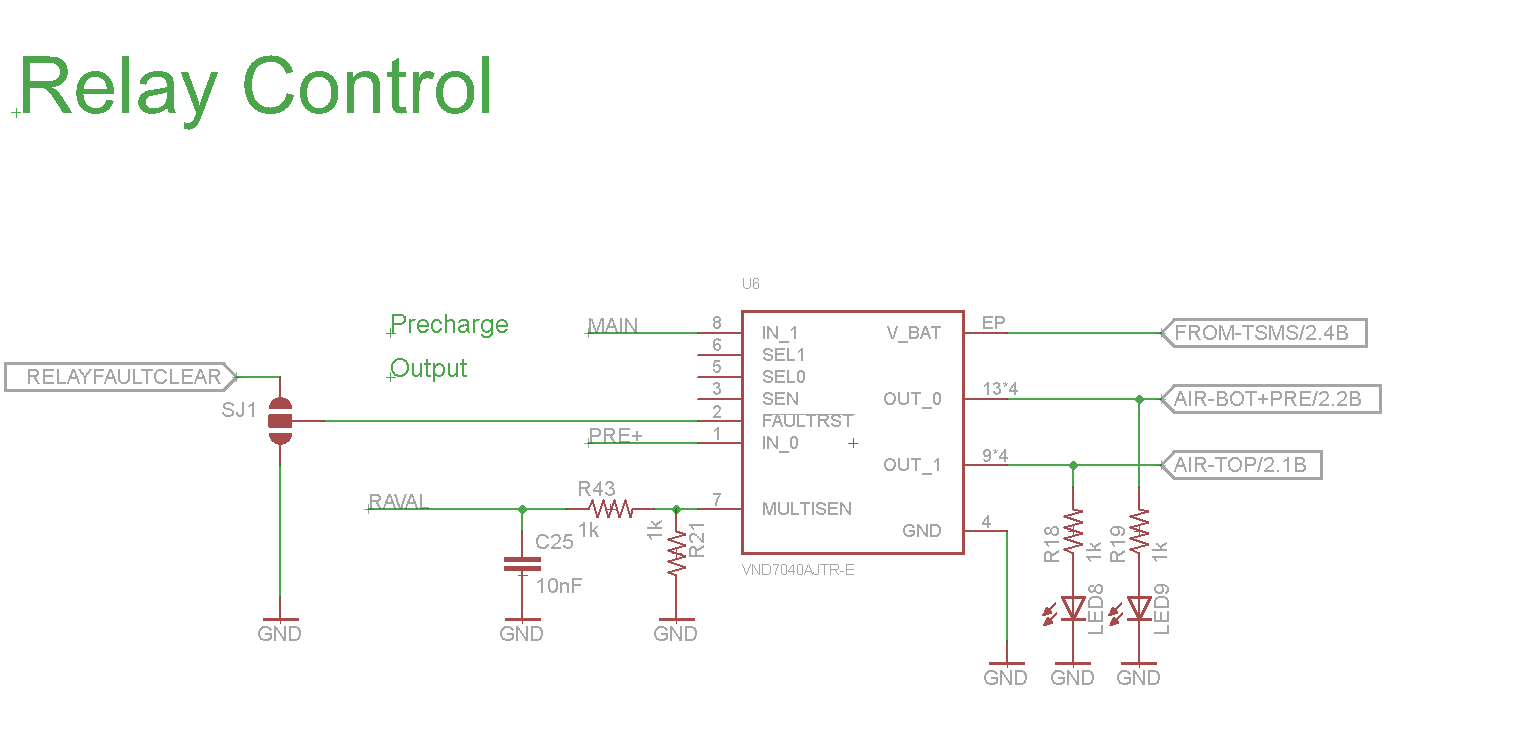 Relay Control
U6
Precharge
Output
MAIN
PRE+
RAVAL
RELAYFAULTCLEAR
SJ1
GND
8
6
5
3
2
1
7
IN_1
SEL1
SEL0
SEN
FAULTRST
IN_0
MULTISEN
V_BAT
OUT_0
OUT_1
GND
EP
13*4
9*4
4
FROM-TSMS/2.4B
AIR-BOT+PRE/2.2B
AIR-TOP/2.1B
VND7040AJTR-E
R43
1k
C25
10nF
GND
1k
R21
GND
R18
1k
R19
1k
LED8
LED9
GND
GND
GND